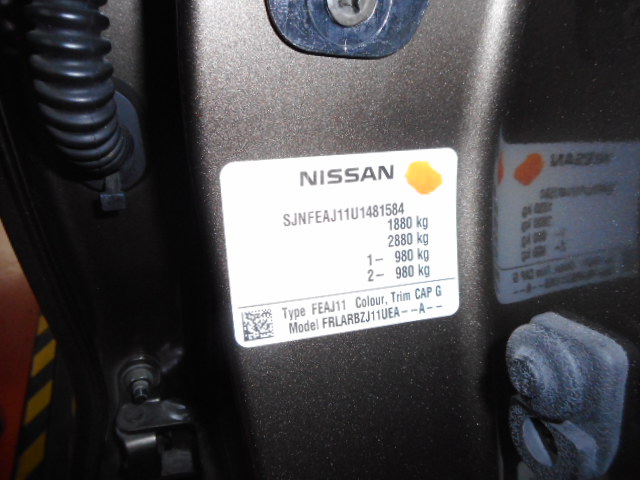 NISSAN
SJNFEAJ11U1481584
1880 kg
2880 kg
1- 980 kg
2- 980 kg
Type FEAJ11 Colour, Trim CAP G
Model FRLARBZJ11UEA--A--